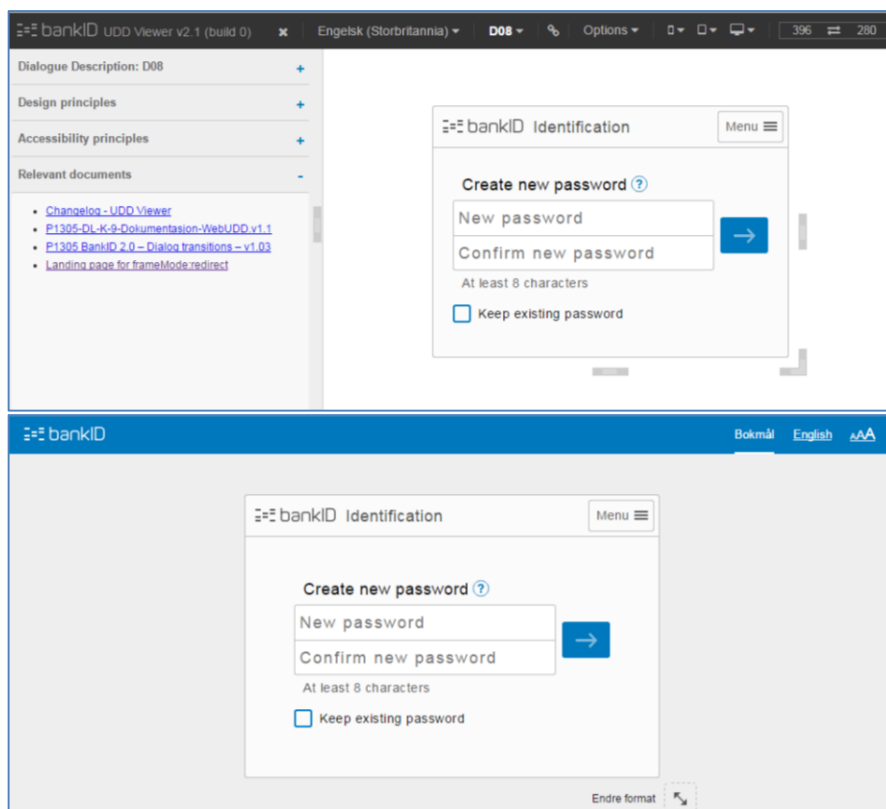 bankID UDD Viewer v2.1 (build 0) × Engelsk (Storbritannia) D08 Options 396 280
Dialogue Description: D08 +
Design principles +
Accessibility principles +
Relevant documents -
Changelog - UDD Viewer
P1305-DL-K-9-Dokumentasjon-WebUDD.v1.1
P1305 BankID 2.0 – Dialog transitions – v1.03
Landing page for frameMode:redirect
bankID Identification Menu
Create new password ?
New password
Confirm new password
At least 8 characters
Keep existing password
bankID Bokmål English AAA
bankID Identification Menu
Create new password ?
New password
Confirm new password
At least 8 characters
Keep existing password
Endre format